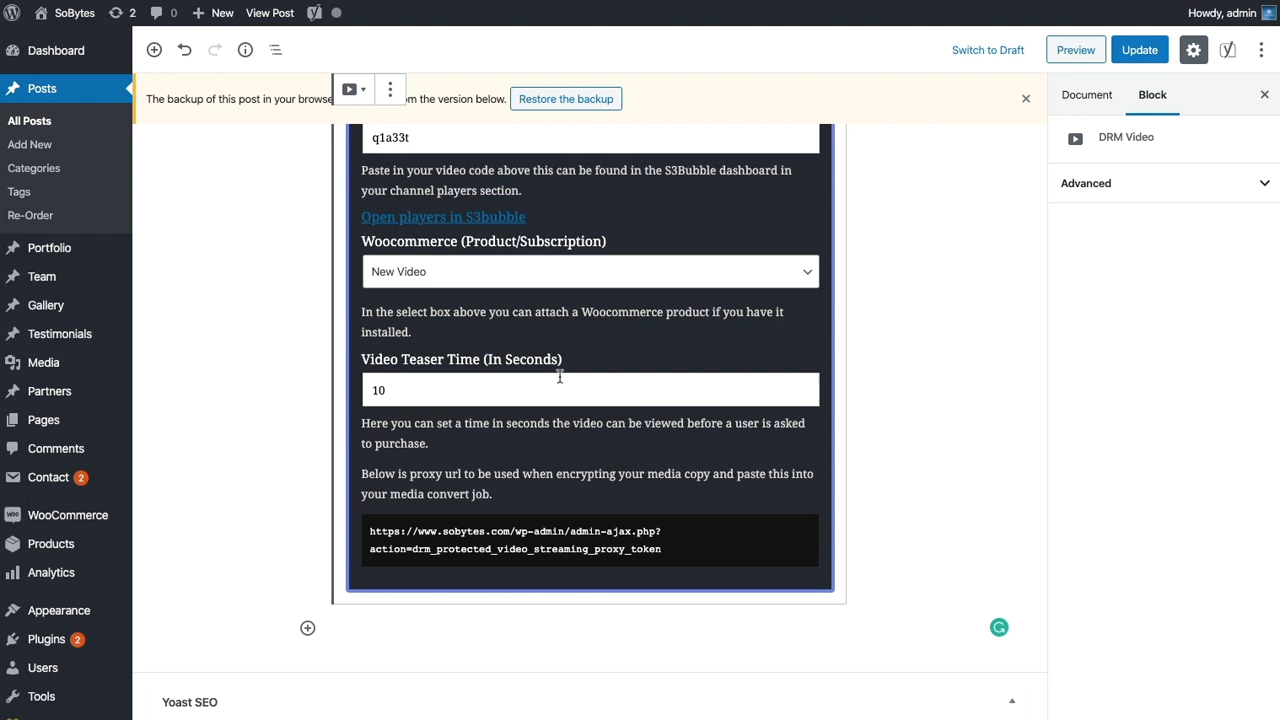 SoBytes 2 0 New View Post Howdy, admin
Dashboard
Posts
All Posts
Add New
Categories
Tags
Re-Order
Portfolio
Team
Gallery
Testimonials
Media
Partners
Pages
Comments
Contact 2
WooCommerce
Products
Analytics
Appearance
Plugins 2
Users
Tools
Switch to Draft Preview Update
The backup of this post in your browse
m the version below. Restore the backup
q1a33t
Paste in your video code above this can be found in the S3Bubble dashboard in
your channel players section.
Open players in S3bubble
Woocommerce (Product/Subscription)
New Video
In the select box above you can attach a Woocommerce product if you have it
installed.
Video Teaser Time (In Seconds)
10
Here you can set a time in seconds the video can be viewed before a user is asked
to purchase.
Below is proxy url to be used when encrypting your media copy and paste this into
your media convert job.
https://www.sobytes.com/wp-admin/admin-ajax.php?
action=drm_protected_video_streaming_proxy_token
Yoast SEO
Document Block
DRM Video
Advanced